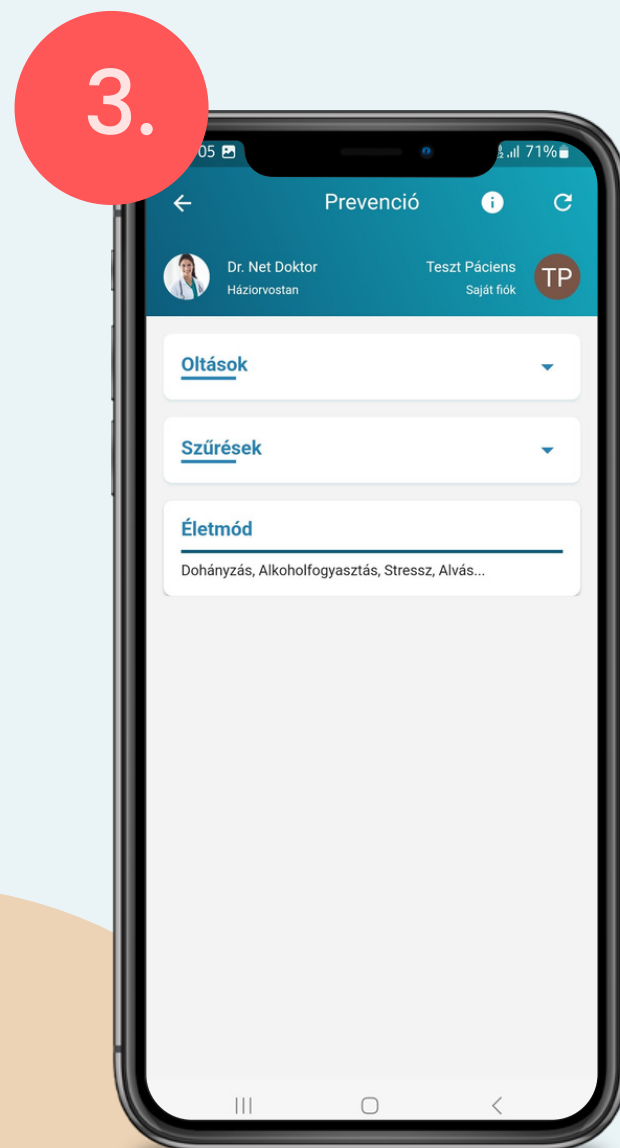 3.
05
71%
Prevenció
Dr. Net Doktor
Háziorvostan
Teszt Páciens
Saját fiók
TP
Oltások
Szűrések
Életmód
Dohányzás, Alkoholfogyasztás, Stressz, Alvás...